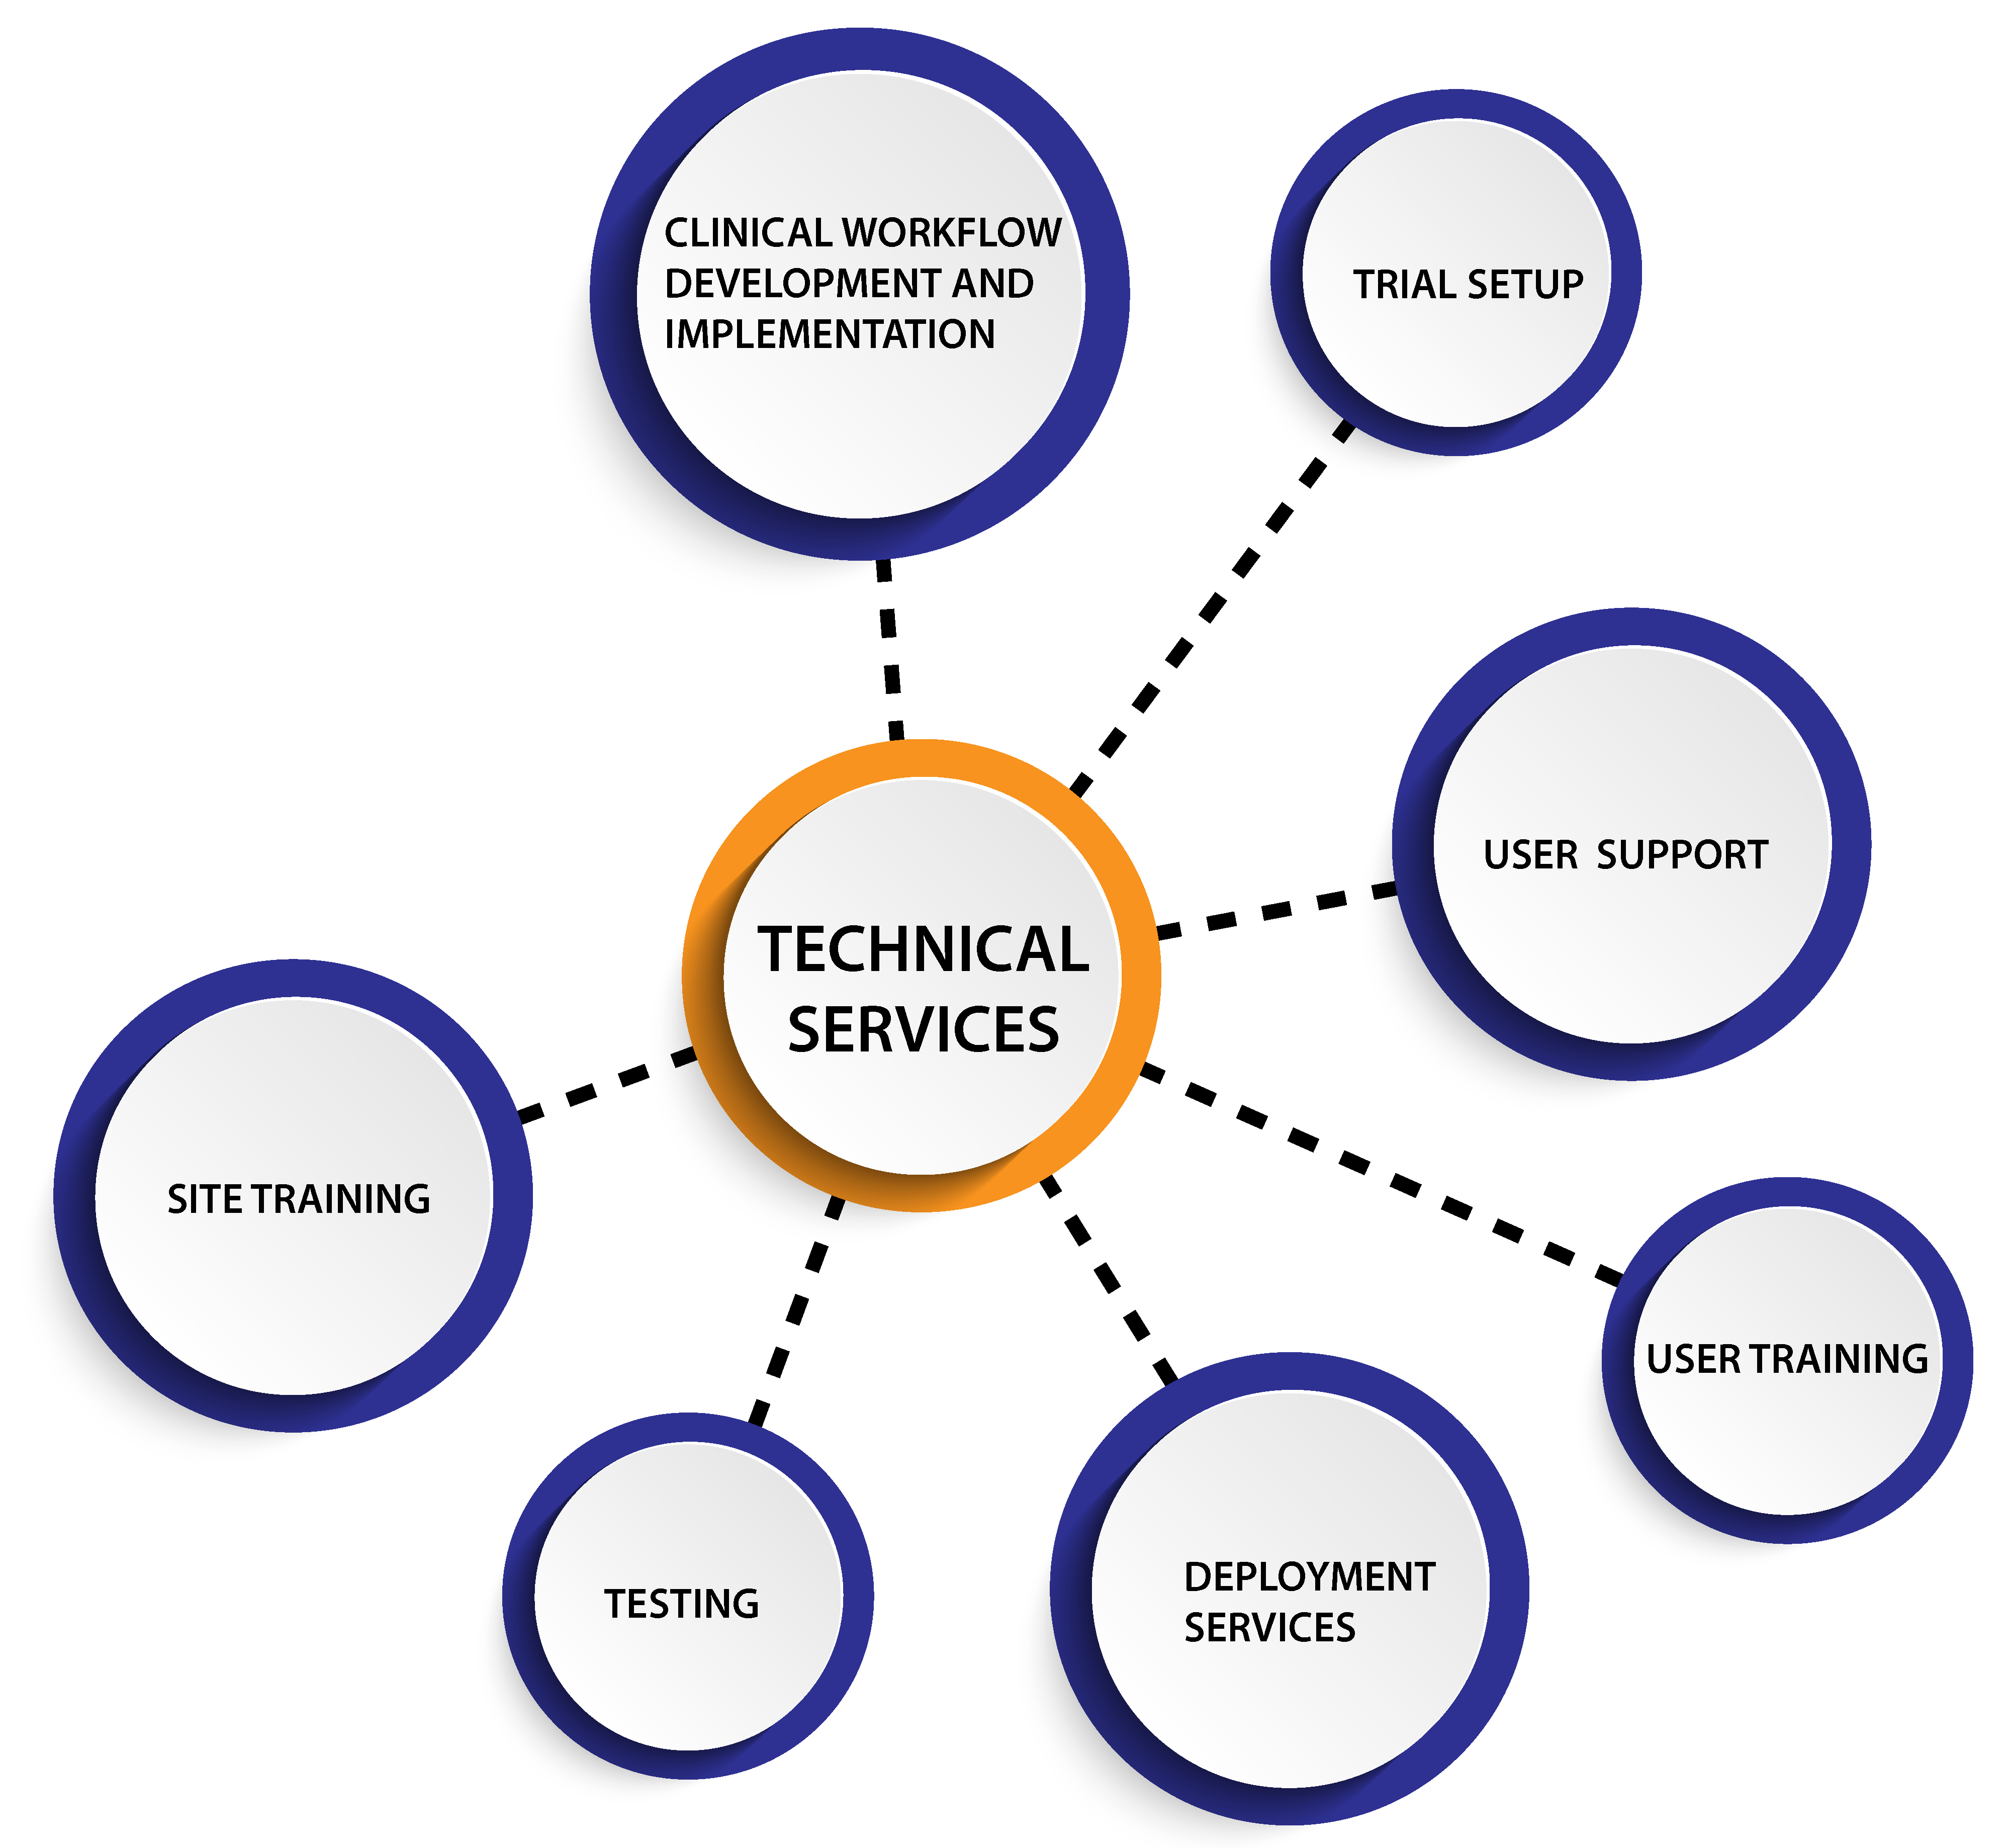 CLINICAL WORKFLOW
DEVELOPMENT AND
IMPLEMENTATION
TRIAL SETUP
USER SUPPORT
TECHNICAL
SERVICES
SITE TRAINING
USER TRAINING
DEPLOYMENT
SERVICES
TESTING